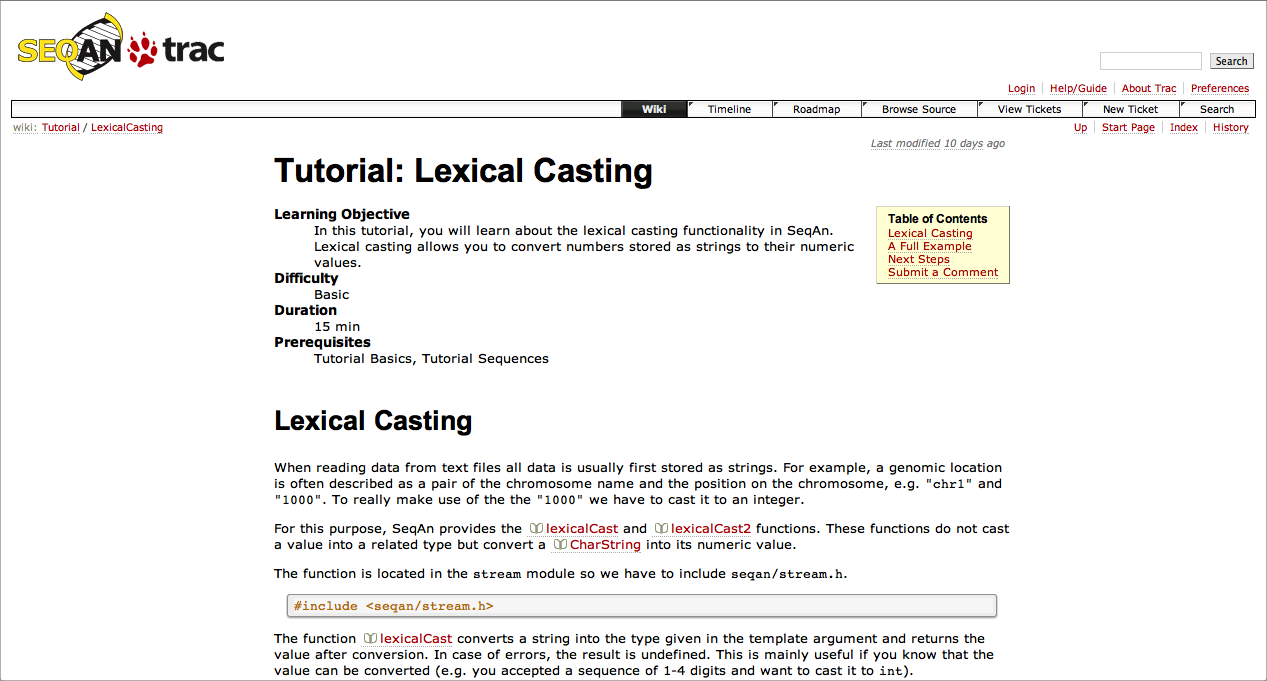 SEQAN trac
Search
Login Help/Guide About Trac Preferences
Wiki Timeline Roadmap Browse Source View Tickets New Ticket Search
wiki: Tutorial / LexicalCasting
Up Start Page Index History
Last modified 10 days ago
Tutorial: Lexical Casting
Learning Objective
In this tutorial, you will learn about the lexical casting functionality in SeqAn.
Lexical casting allows you to convert numbers stored as strings to their numeric
values.
Difficulty
Basic
Duration
15 min
Prerequisites
Tutorial Basics, Tutorial Sequences
Table of Contents
Lexical Casting
A Full Example
Next Steps
Submit a Comment
Lexical Casting
When reading data from text files all data is usually first stored as strings. For example, a genomic location
is often described as a pair of the chromosome name and the position on the chromosome, e.g. "chr1" and
"1000". To really make use of the the "1000" we have to cast it to an integer.
For this purpose, SeqAn provides the lexicalCast and lexicalCast2 functions. These functions do not cast
a value into a related type but convert a CharString into its numeric value.
The function is located in the stream module so we have to include seqan/stream.h.
#include <seqan/stream.h>
The function lexicalCast converts a string into the type given in the template argument and returns the
value after conversion. In case of errors, the result is undefined. This is mainly useful if you know that the
value can be converted (e.g. you accepted a sequence of 1-4 digits and want to cast it to int).